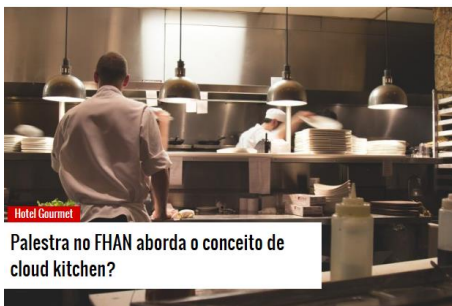 Hotel Gourmet
Palestra no FHAN aborda o conceito de
cloud kitchen?